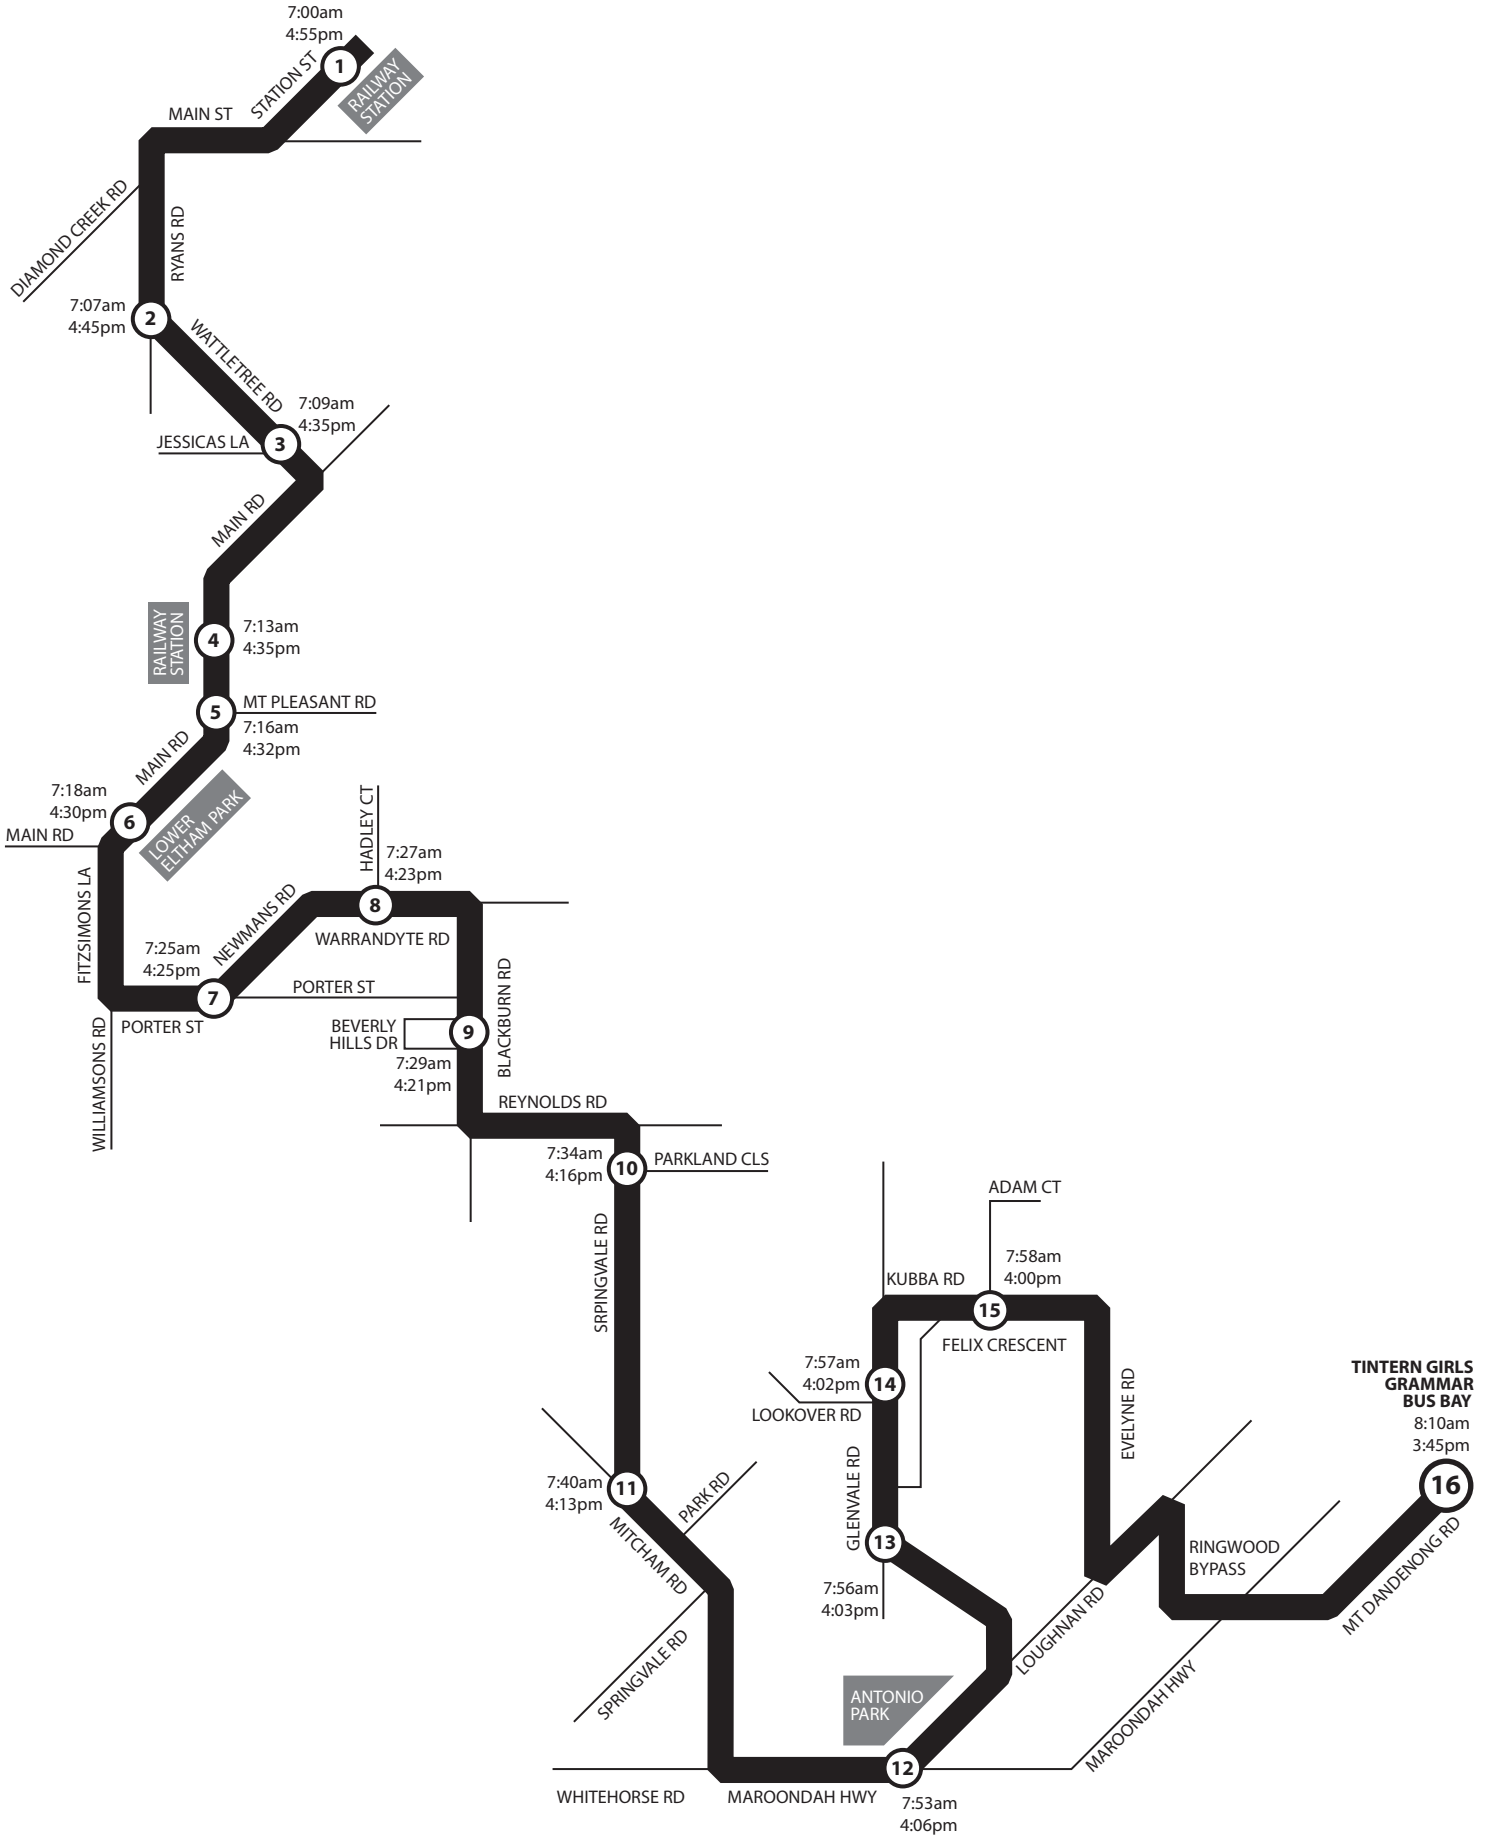 7:00am
4:55pm
1
STATION ST
RAILWAY
STATION
MAIN ST
DIAMOND CREEK RD
RYANS RD
7:07am
4:45pm
2
WATTLETREE RD
7:09am
4:35pm
JESSICAS LA
3
MAIN RD
RAILWAY
STATION
4
7:13am
4:35pm
5
MT PLEASANT RD
7:16am
4:32pm
MAIN RD
7:18am
4:30pm
6
LOWER
ELTHAM PARK
MAIN RD
FITZSIMONS LA
HADLEY CT
7:27am
4:23pm
8
NEWMANS RD
WARRANDYTE RD
7:25am
4:25pm
7
PORTER ST
PORTER ST
WILLIAMSONS RD
BLACKBURN RD
BEVERLY
HILLS DR
9
7:29am
4:21pm
REYNOLDS RD
7:34am
4:16pm
10
PARKLAND CLS
SRPINGVALE RD
ADAM CT
7:58am
4:00pm
KUBBA RD
15
FELIX CRESCENT
7:57am
4:02pm
14
LOOKOVER RD
EVELYNE RD
TINTERN GIRLS
GRAMMAR
BUS BAY
8:10am
3:45pm
16
7:40am
4:13pm
11
PARK RD
MITCHAM RD
GLENVALE RD
13
7:56am
4:03pm
RINGWOOD
BYPASS
MT DANDENONG RD
LOUGHNAN RD
SPRINGVALE RD
ANTONIO
PARK
MAROONDAH HWY
12
WHITEHORSE RD
MAROONDAH HWY
7:53am
4:06pm